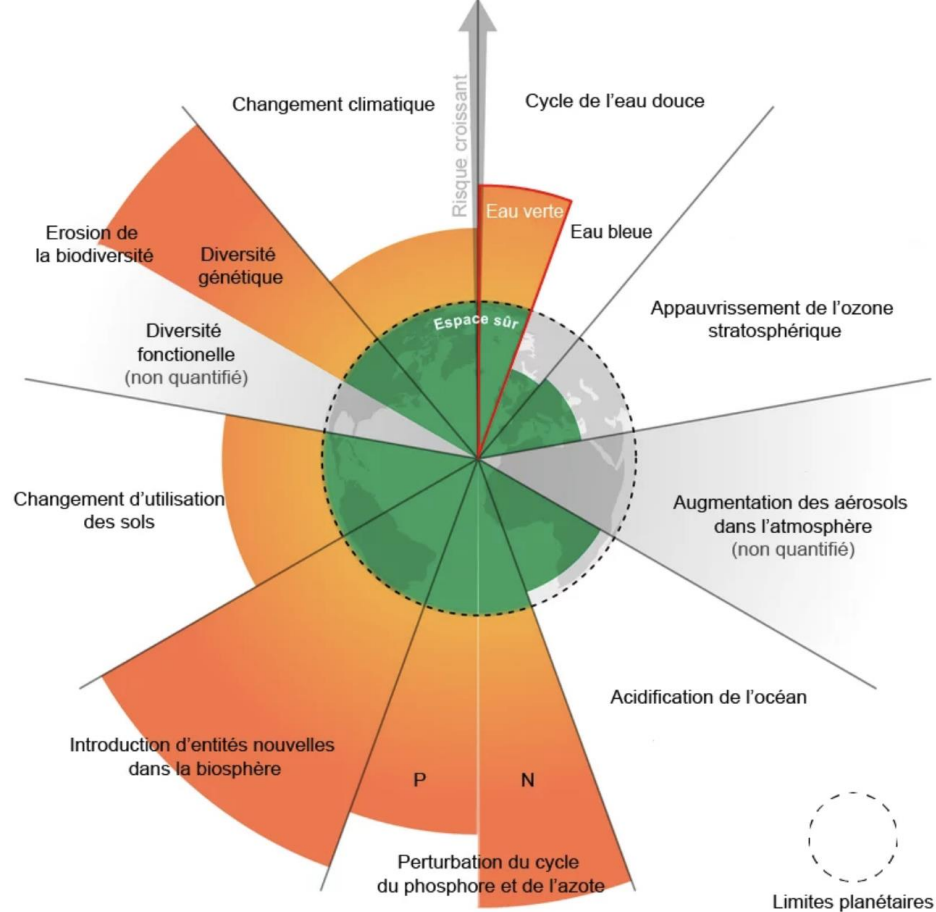 Changement climatique
Cycle de l’eau douce
Risque croissant
Eau verte
Eau bleue
Erosion de
la biodiversité
Diversité
génétique
Appauvrissement de l’ozone
stratosphérique
Espace sûr
Diversité
fonctionelle
(non quantifié)
Changement d’utilisation
des sols
Augmentation des aérosols
dans l’atmosphère
(non quantifié)
Acidification de l’océan
Introduction d’entités nouvelles
dans la biosphère
P
N
Perturbation du cycle
du phosphore et de l’azote
Limites planétaires